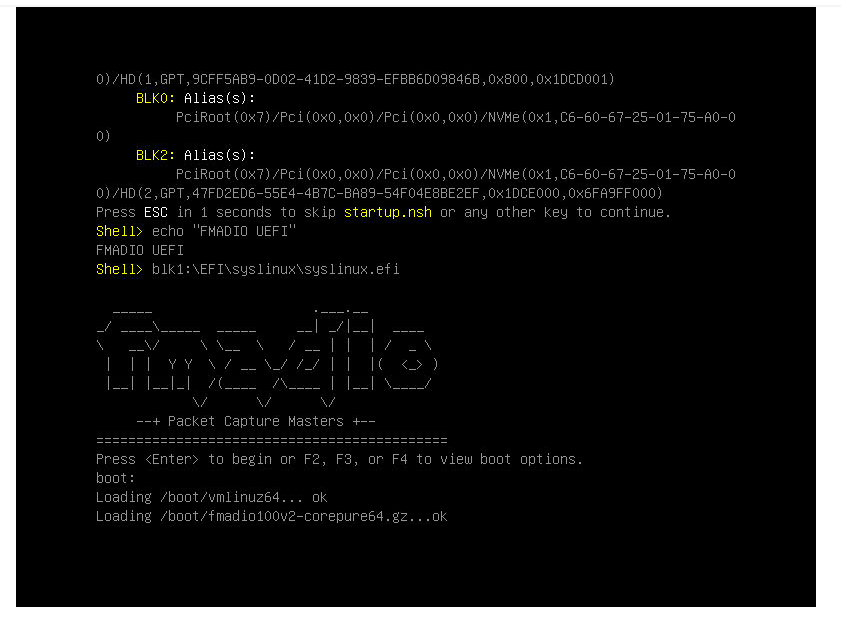 0)/HD(1,GPT,9CFF5AB9-0D02-41D2-9839-EFBB6D09846B,0x800,0x1DCD001)
BLK0: Alias(s):
PciRoot(0x7)/Pci(0x0,0x0)/Pci(0x0,0x0)/NVMe(0x1,C6-60-67-25-01-75-A0-0
0)
BLK2: Alias(s):
PciRoot(0x7)/Pci(0x0,0x0)/Pci(0x0,0x0)/NVMe(0x1,C6-60-67-25-01-75-A0-0
0)/HD(2,GPT,47FD2ED6-55E4-4B7C-BA89-54F04E8BE2EF,0x1DCE000,0x6FA9FF000)
Press ESC in 1 seconds to skip startup.nsh or any other key to continue.
Shell> echo "FMADIO UEFI"
FMADIO UEFI
Shell> blk1:\EFI\syslinux\syslinux.efi
fmadio
--+ Packet Capture Masters +--
============================================
Press <Enter> to begin or F2, F3, or F4 to view boot options.
boot:
Loading /boot/vmlinuz64... ok
Loading /boot/fmadio100v2-corepure64.gz...ok